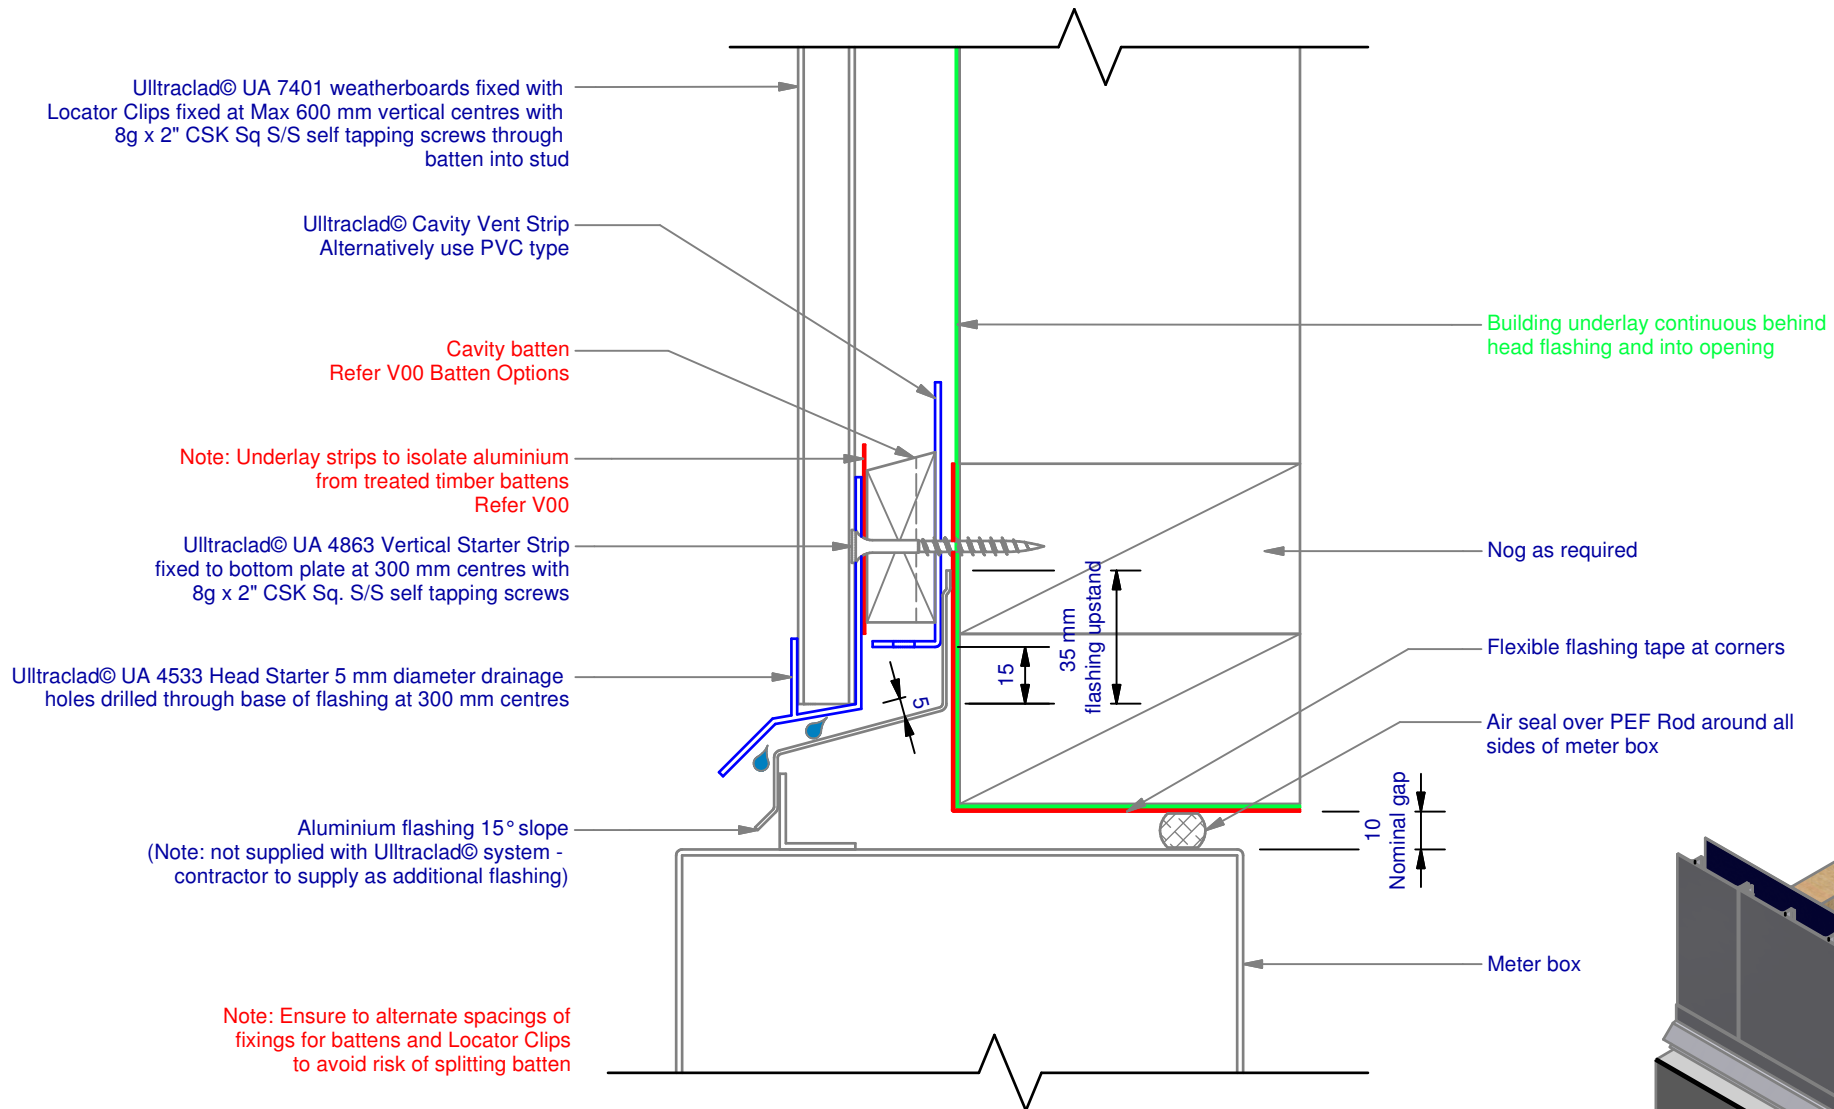 Ulltraclad© UA 7401 weatherboards fixed with
Locator Clips fixed at Max 600 mm vertical centres with
8g x 2" CSK Sq S/S self tapping screws through
batten into stud
Ulltraclad© Cavity Vent Strip
Alternatively use PVC type
Cavity batten
Refer V00 Batten Options
Note: Underlay strips to isolate aluminium
from treated timber battens
Refer V00
Ulltraclad© UA 4863 Vertical Starter Strip
fixed to bottom plate at 300 mm centres with
8g x 2" CSK Sq. S/S self tapping screws
Ulltraclad© UA 4533 Head Starter 5 mm diameter drainage
holes drilled through base of flashing at 300 mm centres
Aluminium flashing 15° slope
(Note: not supplied with Ulltraclad© system -
contractor to supply as additional flashing)
Note: Ensure to alternate spacings of
fixings for battens and Locator Clips
to avoid risk of splitting batten
5
15
35 mm
flashing upstand
Building underlay continuous behind
head flashing and into opening
Nog as required
Flexible flashing tape at corners
Air seal over PEF Rod around all
sides of meter box
10
Nominal gap
Meter box